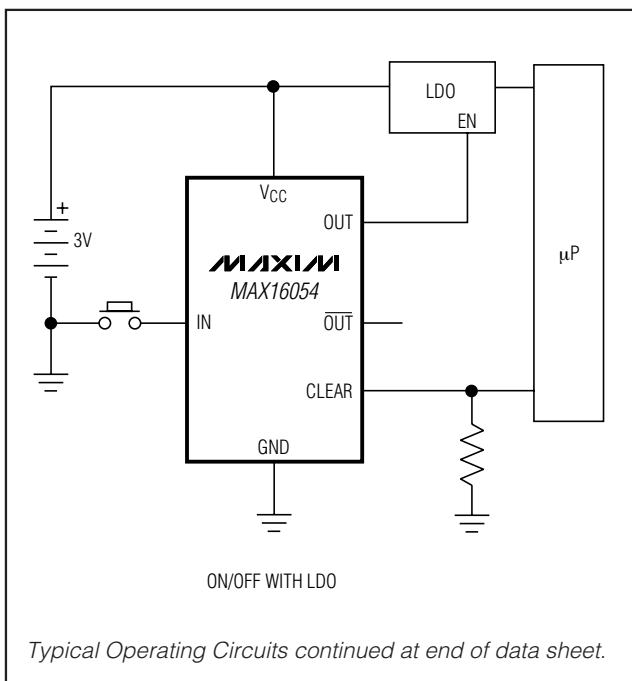 LDO
EN
VCC
OUT
+
3V
MAXIM
MAX16054
µP
IN
O̅U̅T̅
CLEAR
GND
ON/OFF WITH LDO
Typical Operating Circuits continued at end of data sheet.